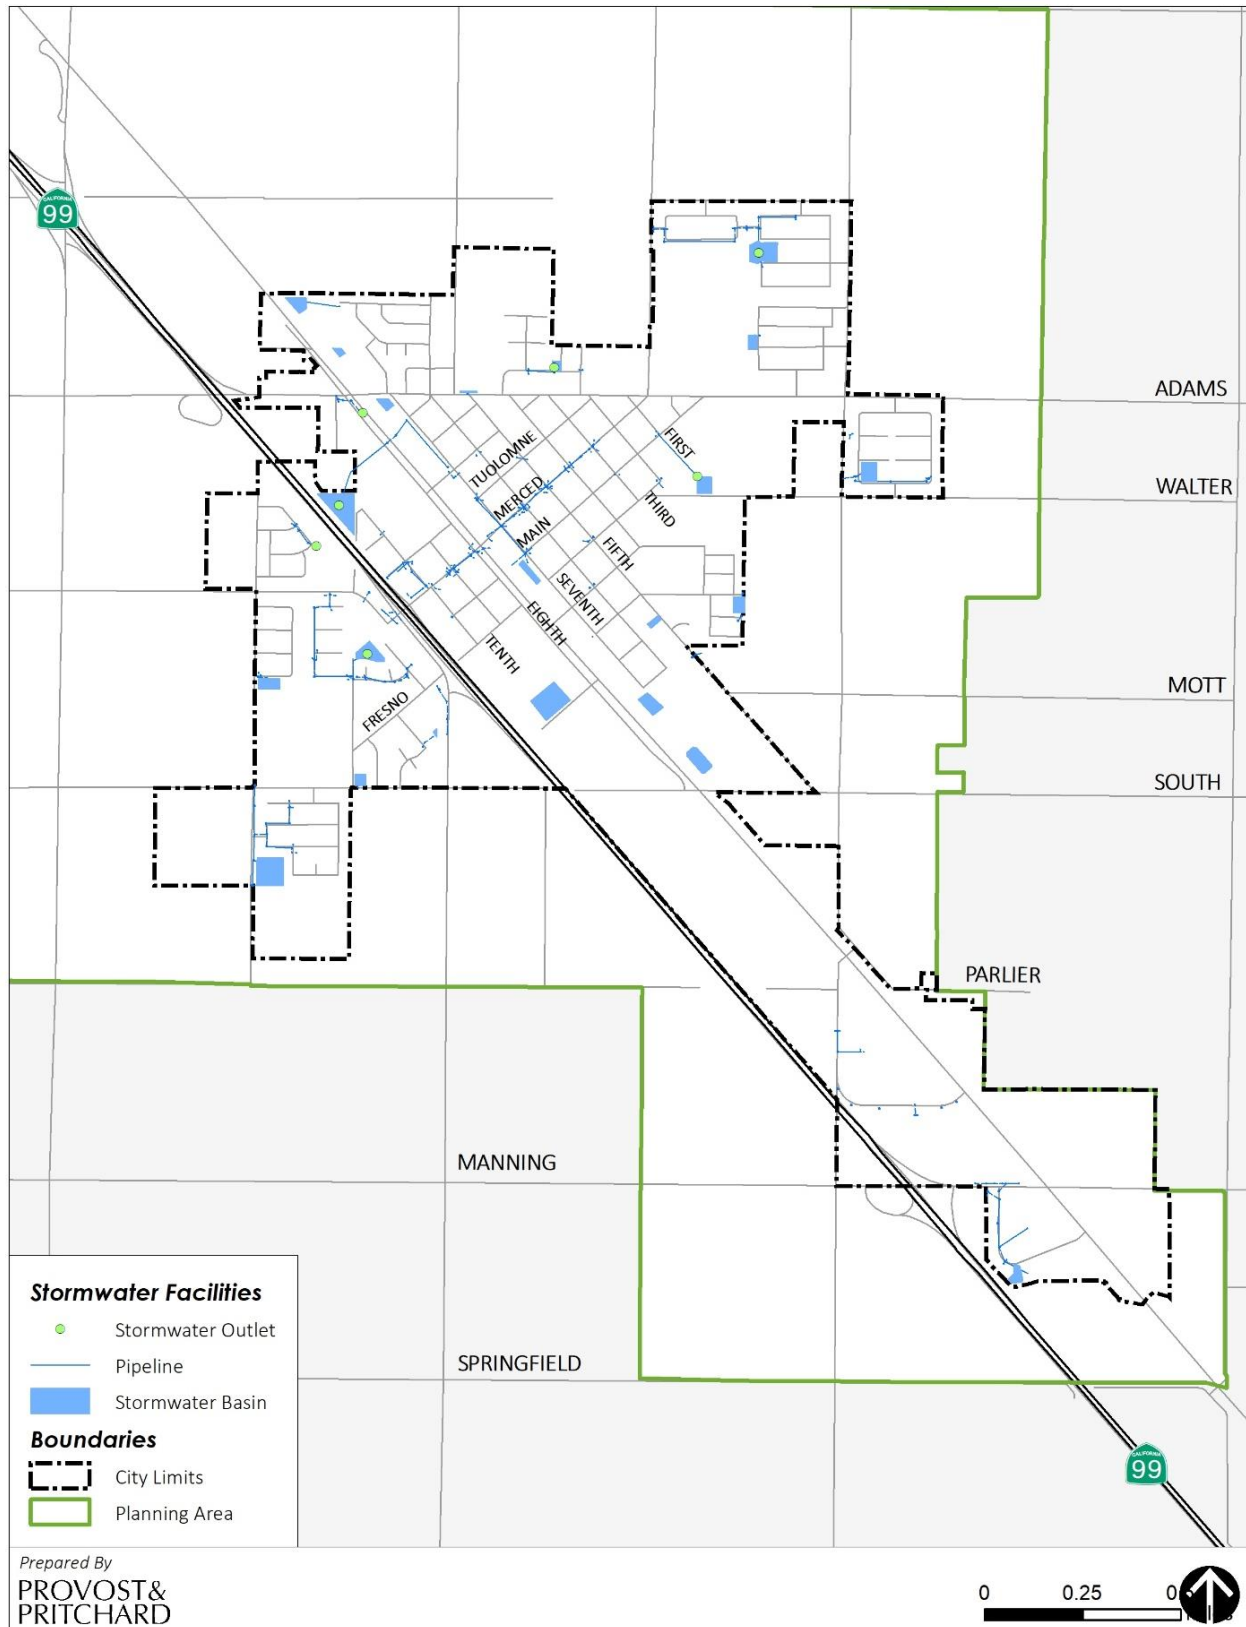 CALIFORNIA
99
ADAMS
FIRST
TUOLOMNE
MERCED
WALTER
THIRD
MAIN
FIFTH
SEVENTH
EIGHTH
TENTH
MOTT
FRESNO
SOUTH
PARLIER
MANNING
SPRINGFIELD
CALIFORNIA
99
Stormwater Facilities
Stormwater Outlet
Pipeline
Stormwater Basin
Boundaries
City Limits
Planning Area
Prepared By
PROVOST&
PRITCHARD
0 0.25